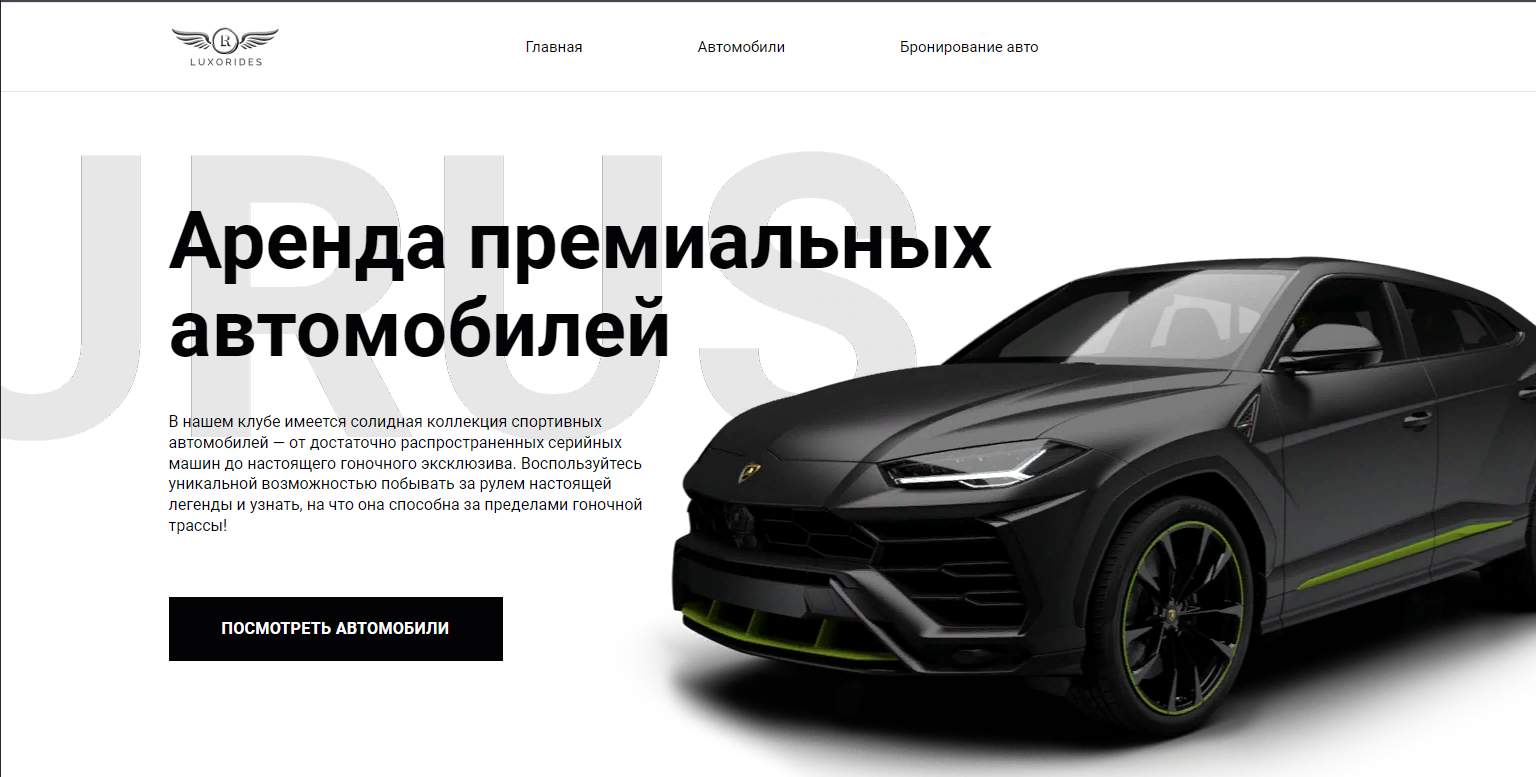 LUXORIDES
Главная
Автомобили
Бронирование авто
URUS
Аренда премиальных
автомобилей
В нашем клубе имеется солидная коллекция спортивных
автомобилей — от достаточно распространенных серийных
машин до настоящего гоночного эксклюзива. Воспользуйтесь
уникальной возможностью побывать за рулем настоящей
легенды и узнать, на что она способна за пределами гоночной
трассы!
ПОСМОТРЕТЬ АВТОМОБИЛИ